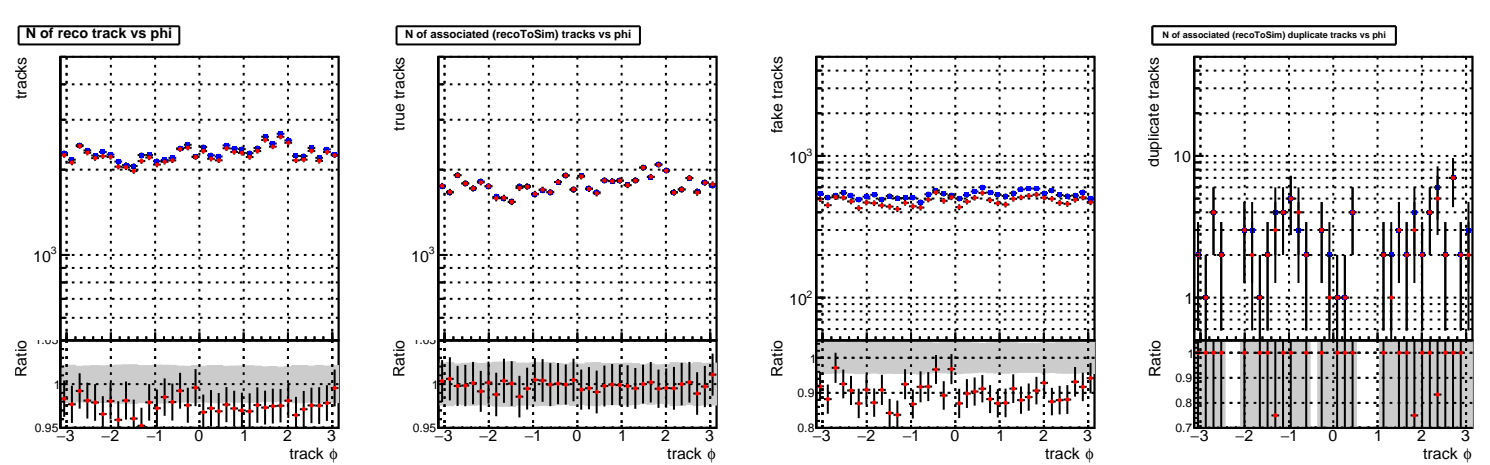 N of reco track vs phi
tracks
10³
Ratio
1.05
1
0.95
−3 −2 −1 0 1 2 3
track ϕ
N of associated (recoToSim) tracks vs phi
true tracks
10³
Ratio
1.05
1
0.95
−3 −2 −1 0 1 2 3
track ϕ
fake tracks
10³
10²
Ratio
1
0.9
0.8
−3 −2 −1 0 1 2 3
track ϕ
N of associated (recoToSim) duplicate tracks vs phi
duplicate tracks
10
1
Ratio
1
0.9
0.8
0.7
−3 −2 −1 0 1 2 3
track ϕ